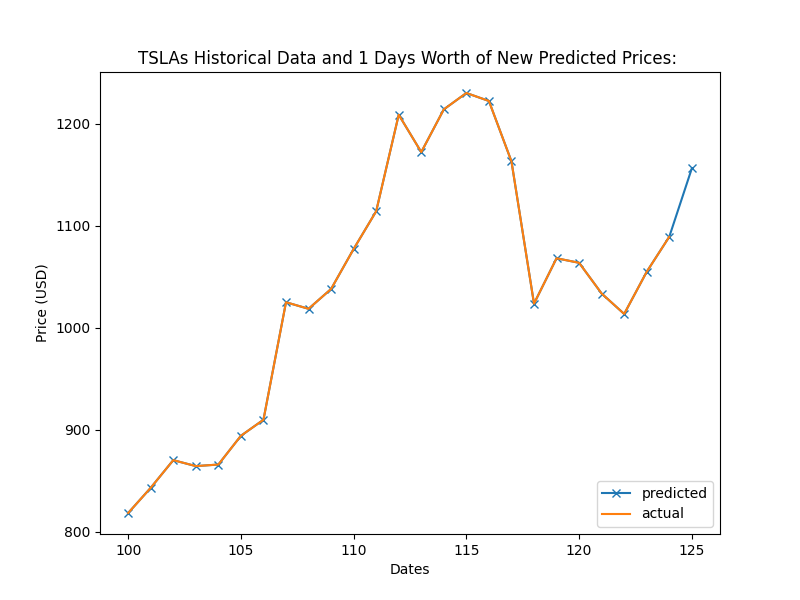 TSLAs Historical Data and 1 Days Worth of New Predicted Prices:
1200
1100
1000
900
800
Price (USD)
100 105 110 115 120 125
Dates
predicted
actual